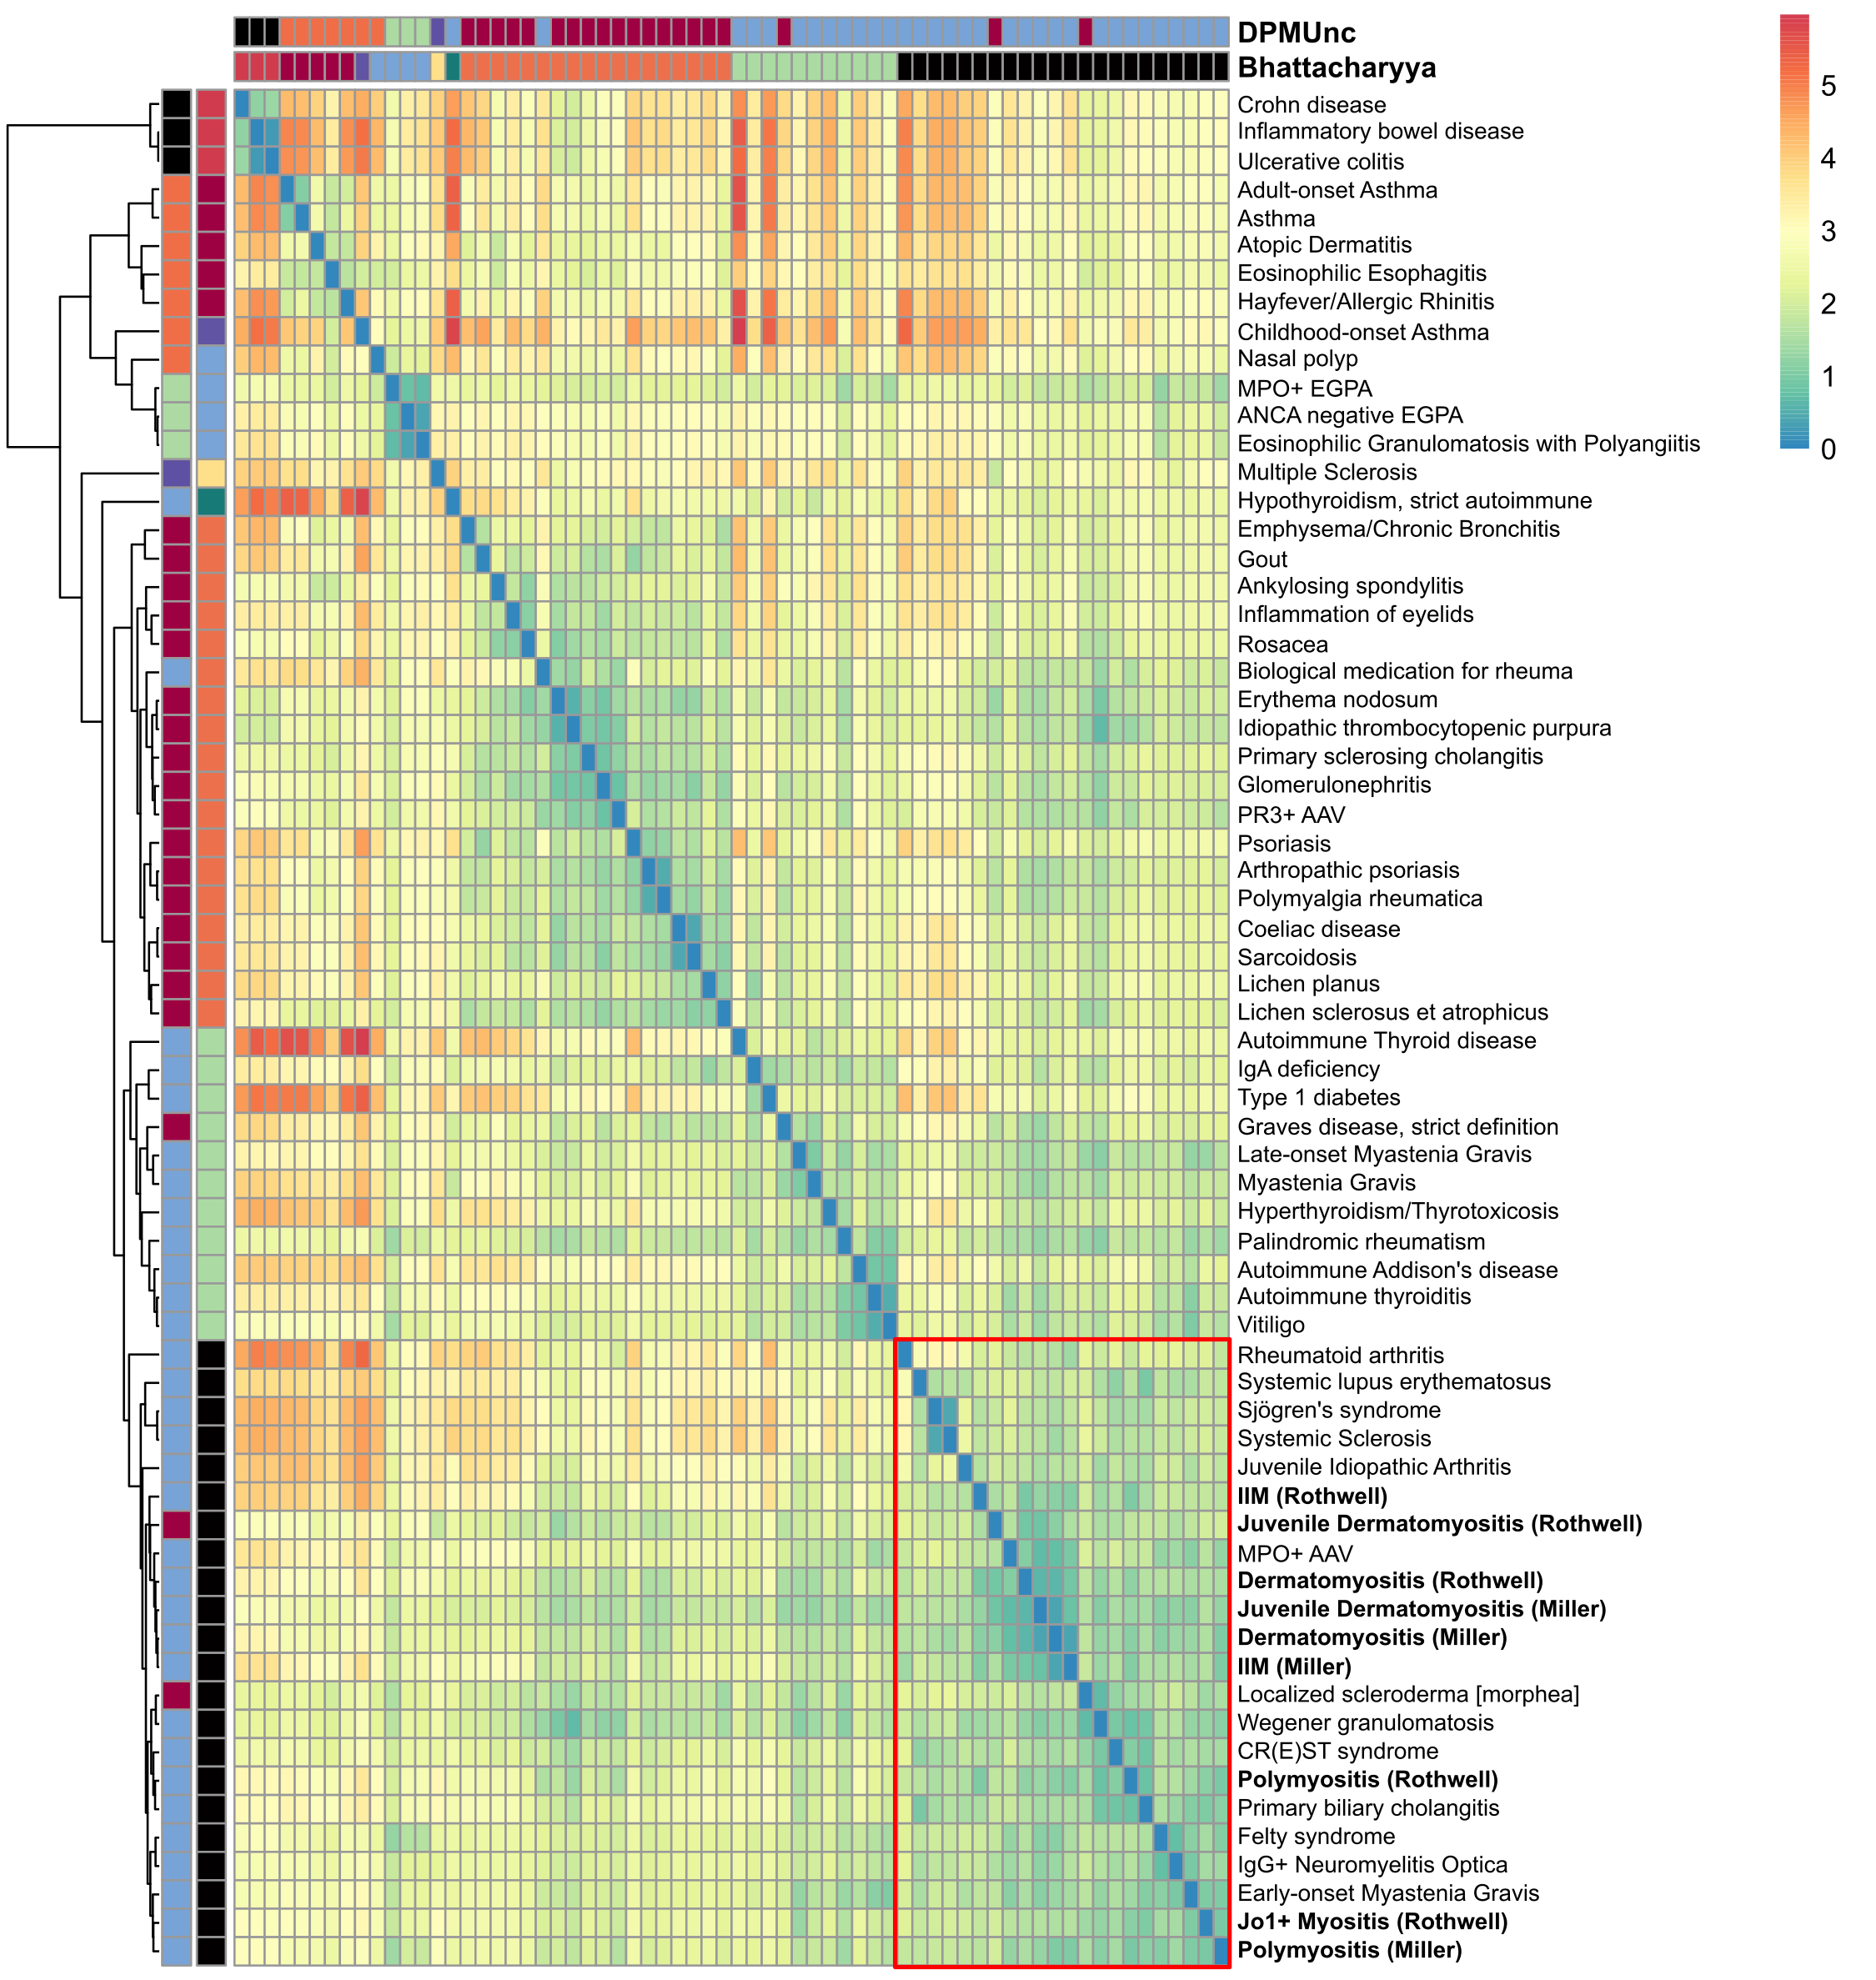 DPMUnc
Bhattacharyya
5
4
3
2
1
0
Crohn disease
Inflammatory bowel disease
Ulcerative colitis
Adult-onset Asthma
Asthma
Atopic Dermatitis
Eosinophilic Esophagitis
Hayfever/Allergic Rhinitis
Childhood-onset Asthma
Nasal polyp
MPO+ EGPA
ANCA negative EGPA
Eosinophilic Granulomatosis with Polyangiitis
Multiple Sclerosis
Hypothyroidism, strict autoimmune
Emphysema/Chronic Bronchitis
Gout
Ankylosing spondylitis
Inflammation of eyelids
Rosacea
Biological medication for rheuma
Erythema nodosum
Idiopathic thrombocytopenic purpura
Primary sclerosing cholangitis
Glomerulonephritis
PR3+ AAV
Psoriasis
Arthropathic psoriasis
Polymyalgia rheumatica
Coeliac disease
Sarcoidosis
Lichen planus
Lichen sclerosus et atrophicus
Autoimmune Thyroid disease
IgA deficiency
Type 1 diabetes
Graves disease, strict definition
Late-onset Myastenia Gravis
Myastenia Gravis
Hyperthyroidism/Thyrotoxicosis
Palindromic rheumatism
Autoimmune Addison's disease
Autoimmune thyroiditis
Vitiligo
Rheumatoid arthritis
Systemic lupus erythematosus
Sjögren's syndrome
Systemic Sclerosis
Juvenile Idiopathic Arthritis
IIM (Rothwell)
Juvenile Dermatomyositis (Rothwell)
MPO+ AAV
Dermatomyositis (Rothwell)
Juvenile Dermatomyositis (Miller)
Dermatomyositis (Miller)
IIM (Miller)
Localized scleroderma [morphea]
Wegener granulomatosis
CR(E)ST syndrome
Polymyositis (Rothwell)
Primary biliary cholangitis
Felty syndrome
IgG+ Neuromyelitis Optica
Early-onset Myastenia Gravis
Jo1+ Myositis (Rothwell)
Polymyositis (Miller)